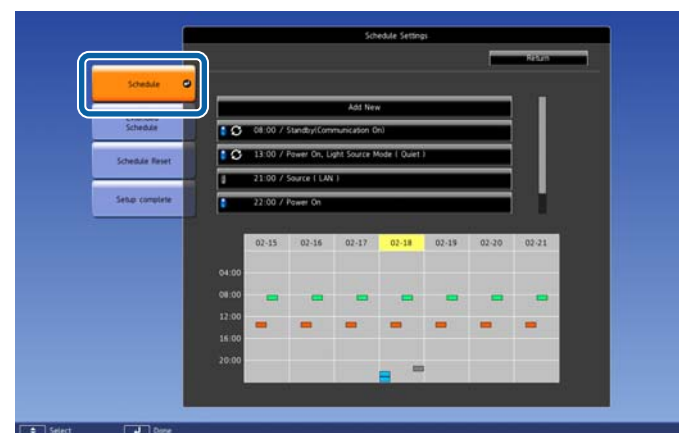 Schedule Settings
Return
Schedule
Extended
Schedule
Schedule Reset
Setup complete
Add New
08:00 / Standby(Communication On)
13:00 / Power On, Light Source Mode ( Quiet )
21:00 / Source ( LAN )
22:00 / Power On
02-15 02-16 02-17 02-18 02-19 02-20 02-21
04:00
08:00
12:00
16:00
20:00
Select Done